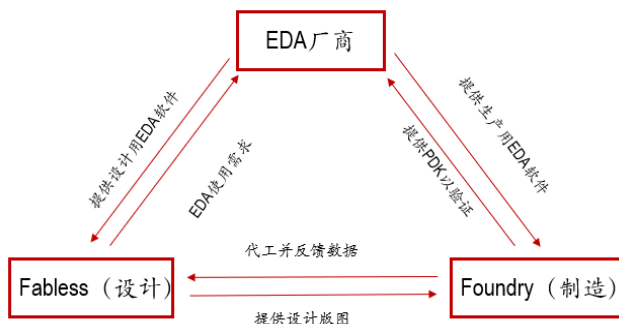 EDA厂商
提供设计用EDA软件
EDA使用需求
提供PDK以验证
提供生产用EDA软件
代工并反馈数据
Fabless（设计）
Foundry（制造）
提供设计版图